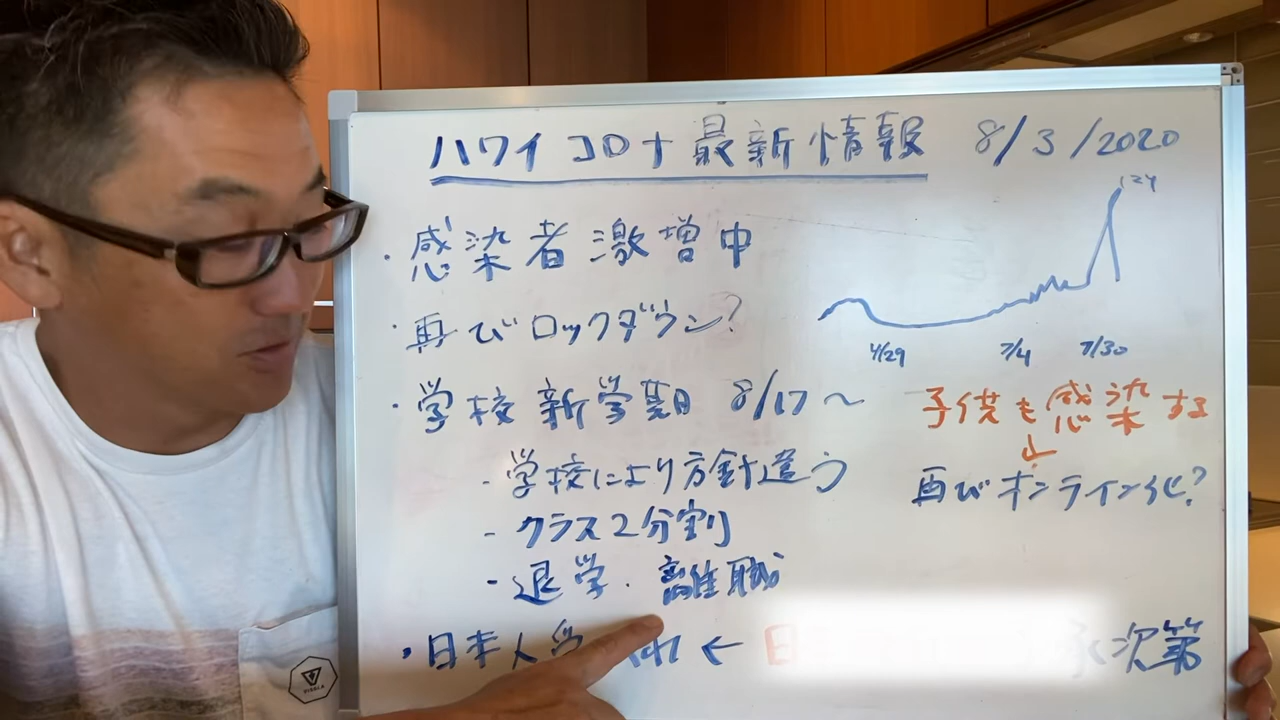 ハワイコロナ最新情報 8/3/2020
・感染者激増中
124
・再びロックダウン?
4/29 7/4 7/30
・学校新学期 8/17〜
子供も感染する
↓
- 学校により方針違う
再びオンライン化?
- クラス2分割
- 退学・離職
・日本人受 れ ← 日 次第
VISSLA